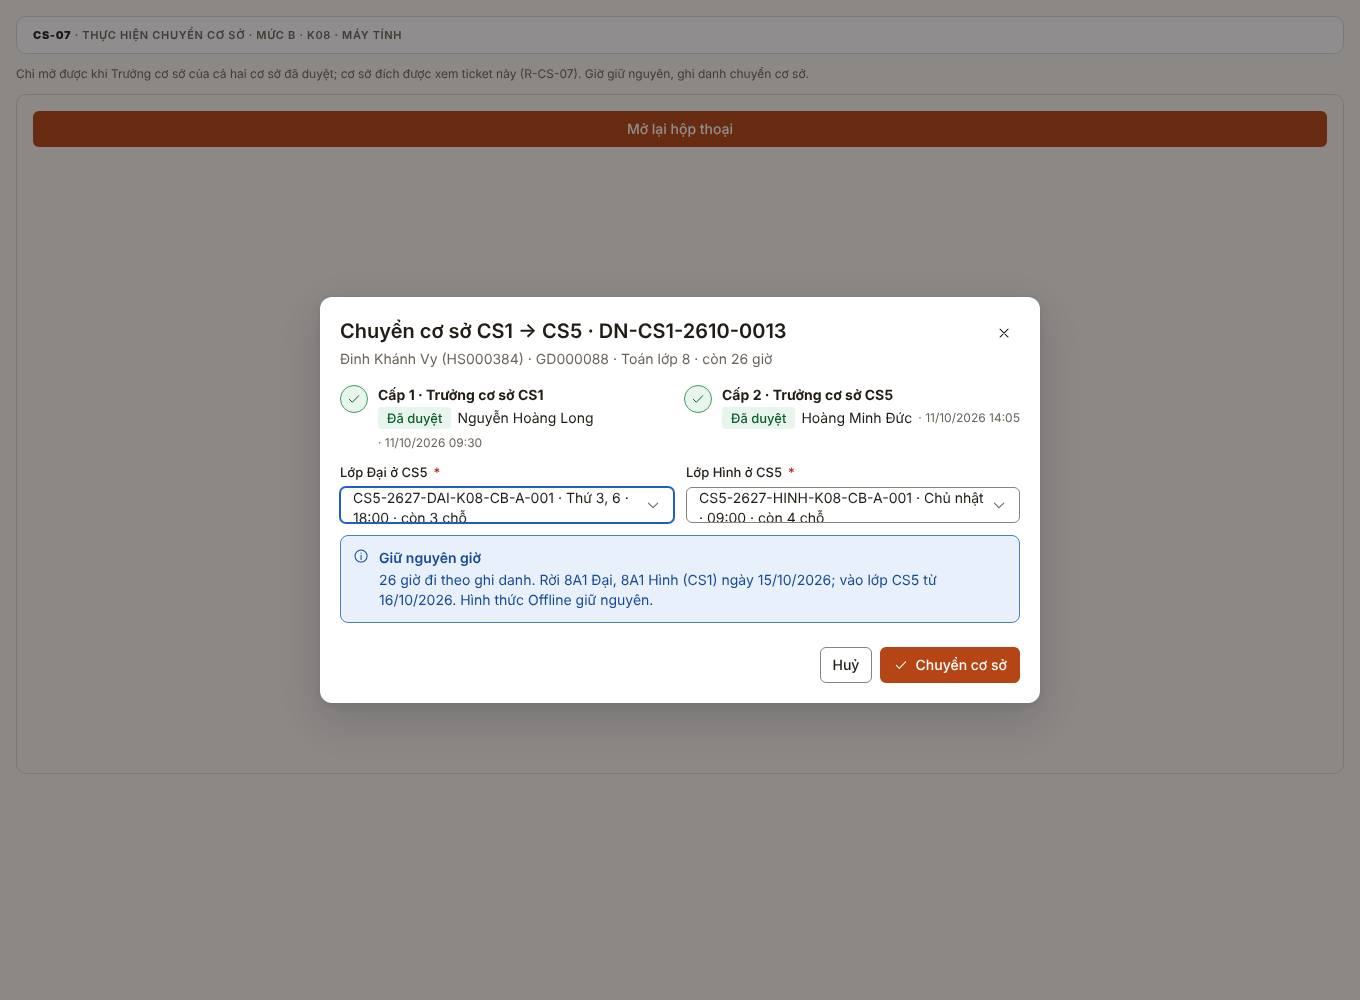 CS-07 · THỰC HIỆN CHUYỂN CƠ SỞ · MỨC B · K08 · MÁY TÍNH
Chỉ mở được khi Trưởng cơ sở của cả hai cơ sở đã duyệt; cơ sở đích được xem ticket này (R-CS-07). Giờ giữ nguyên, ghi danh chuyển cơ sở.
Mở lại hộp thoại
Chuyển cơ sở CS1 → CS5 · DN-CS1-2610-0013
Đinh Khánh Vy (HS000384) · GD000088 · Toán lớp 8 · còn 26 giờ
Cấp 1 · Trưởng cơ sở CS1
Đã duyệt Nguyễn Hoàng Long
· 11/10/2026 09:30
Cấp 2 · Trưởng cơ sở CS5
Đã duyệt Hoàng Minh Đức · 11/10/2026 14:05
Lớp Đại ở CS5 *
CS5-2627-DAI-K08-CB-A-001 · Thứ 3, 6 ·
18:00 · còn 3 chỗ
Lớp Hình ở CS5 *
CS5-2627-HINH-K08-CB-A-001 · Chủ nhật
· 09:00 · còn 4 chỗ
Giữ nguyên giờ
26 giờ đi theo ghi danh. Rời 8A1 Đại, 8A1 Hình (CS1) ngày 15/10/2026; vào lớp CS5 từ
16/10/2026. Hình thức Offline giữ nguyên.
Huỷ
Chuyển cơ sở